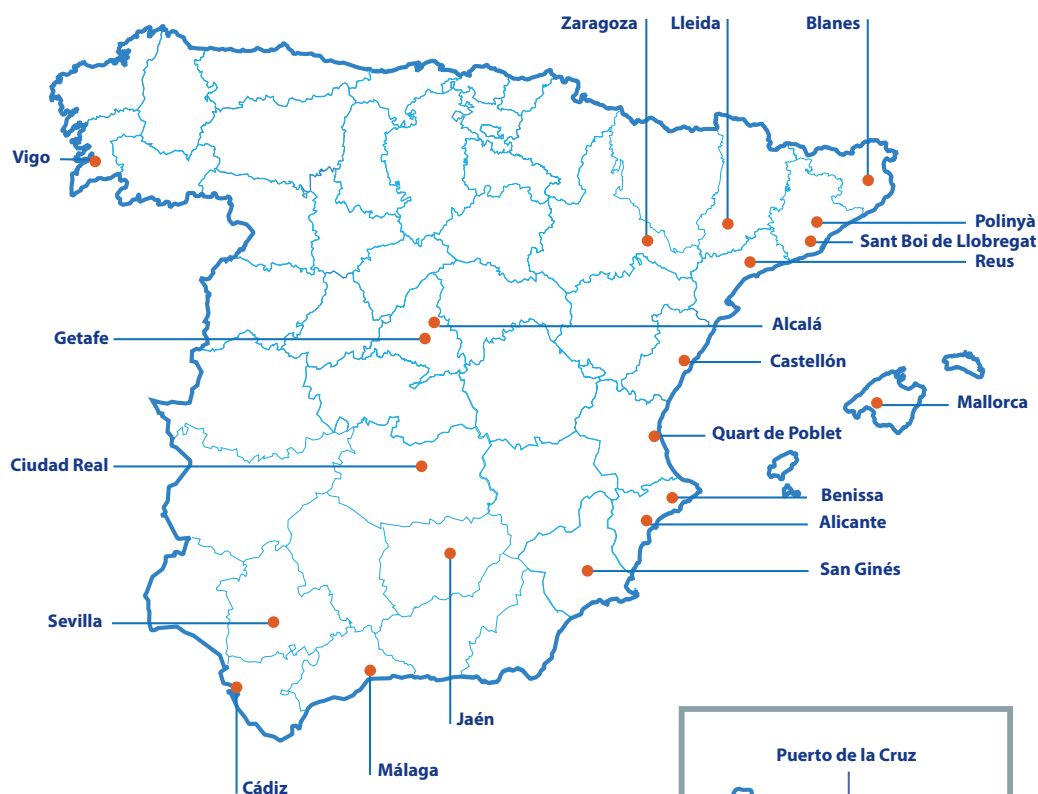 Zaragoza
Lleida
Blanes
Vigo
Polinyà
Sant Boi de Llobregat
Reus
Alcalá
Getafe
Castellón
Mallorca
Quart de Poblet
Ciudad Real
Benissa
Alicante
San Ginés
Sevilla
Jaén
Puerto de la Cruz
Málaga
Cádiz